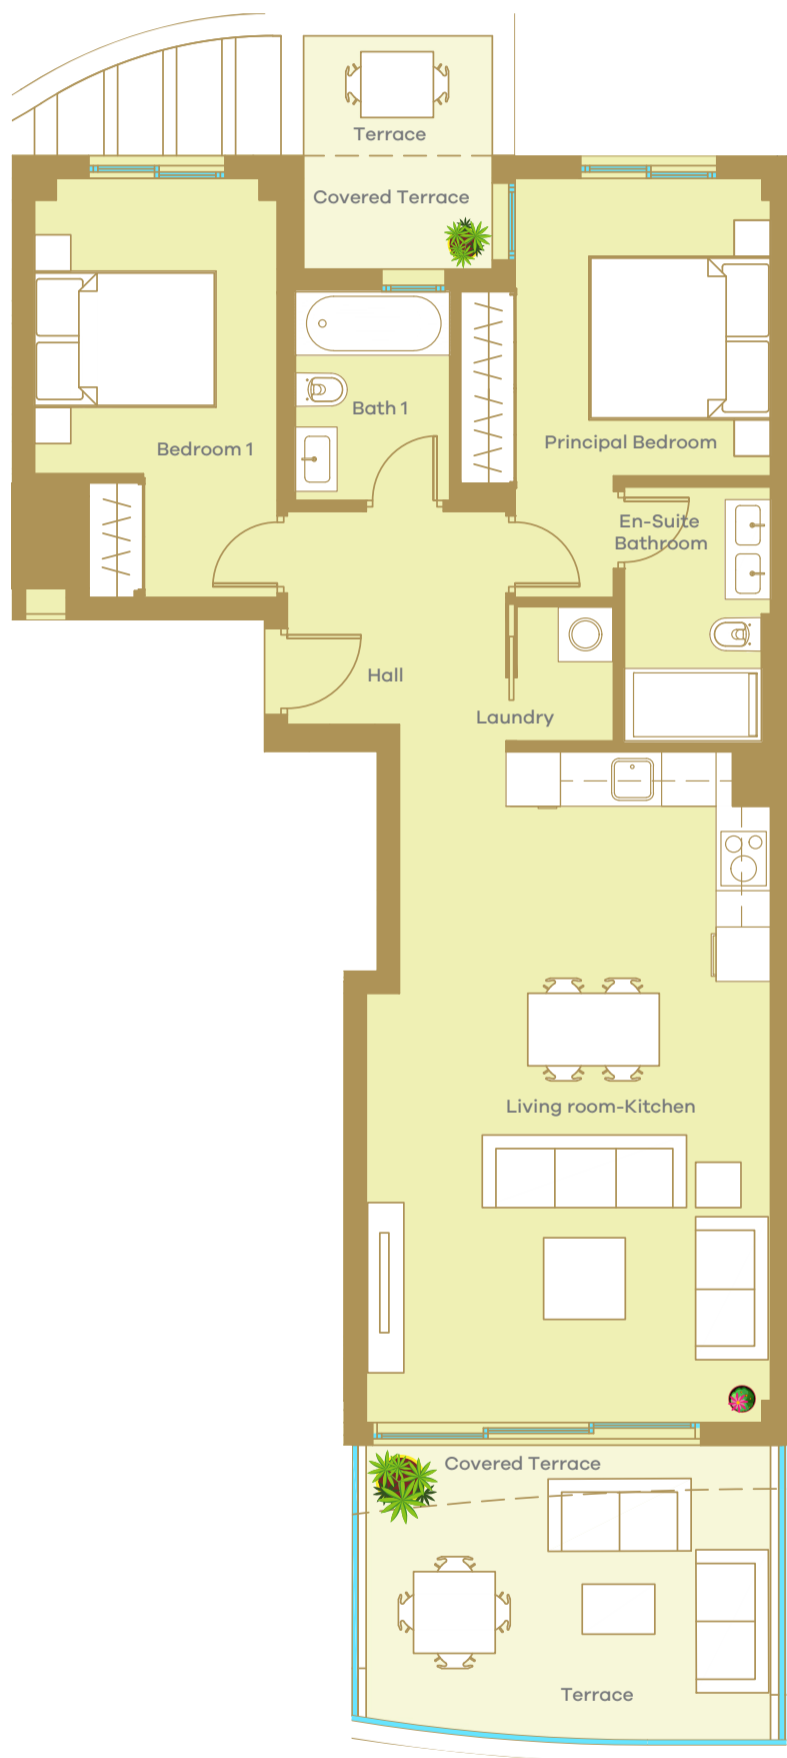 Terrace
Covered Terrace
Bath 1
Bedroom 1
Principal Bedroom
En-Suite
Bathroom
Hall
Laundry
Living room-Kitchen
Covered Terrace
Terrace